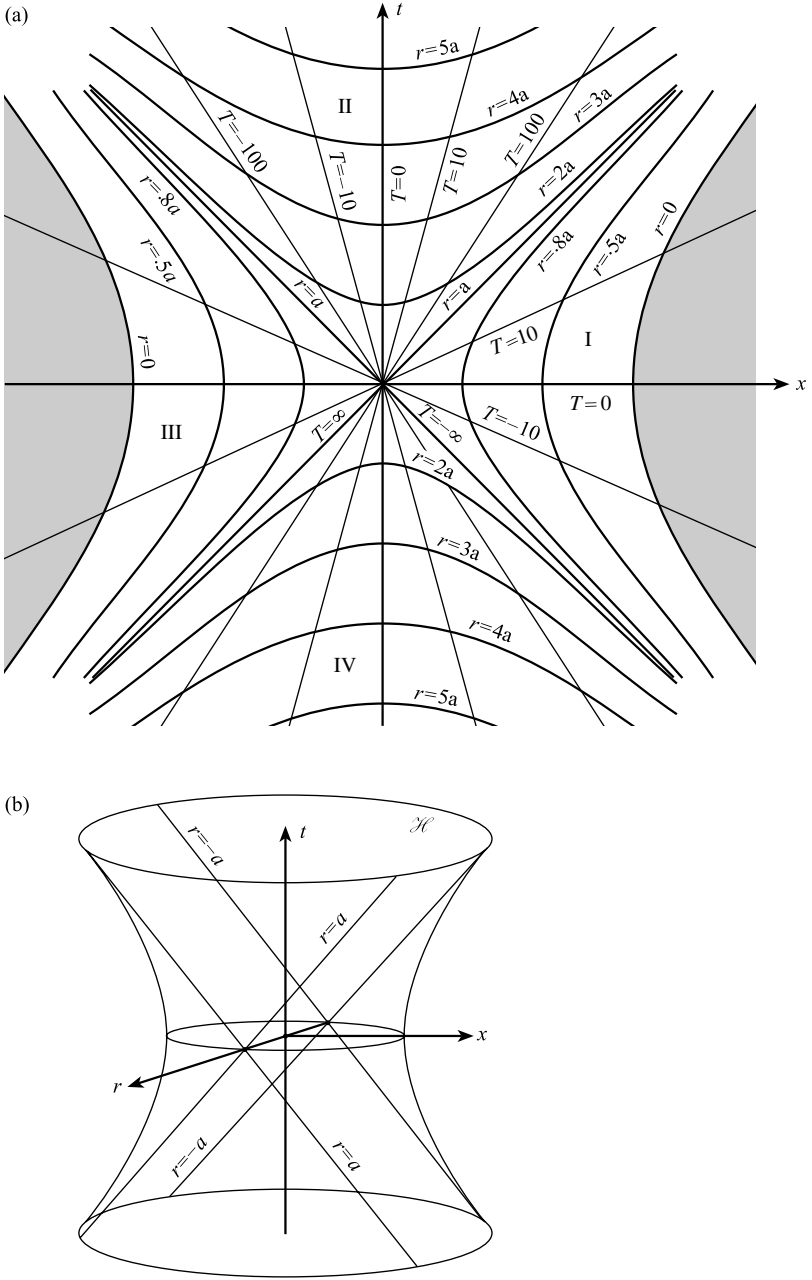 (a)
t
r=5a
II
r=4a
r=3a
T=-100
T=-10
T=0
T=10
T=100
r=2a
r=.8a
r=.5a
r=a
r=a
r=.8a
r=.5a
r=0
r=0
T=10
I
x
T=0
III
T=∞
T=-∞
T=-10
r=2a
r=3a
r=4a
IV
r=5a
(b)
t
ℋ
r=-a
r=a
x
r
r=-a
r=a